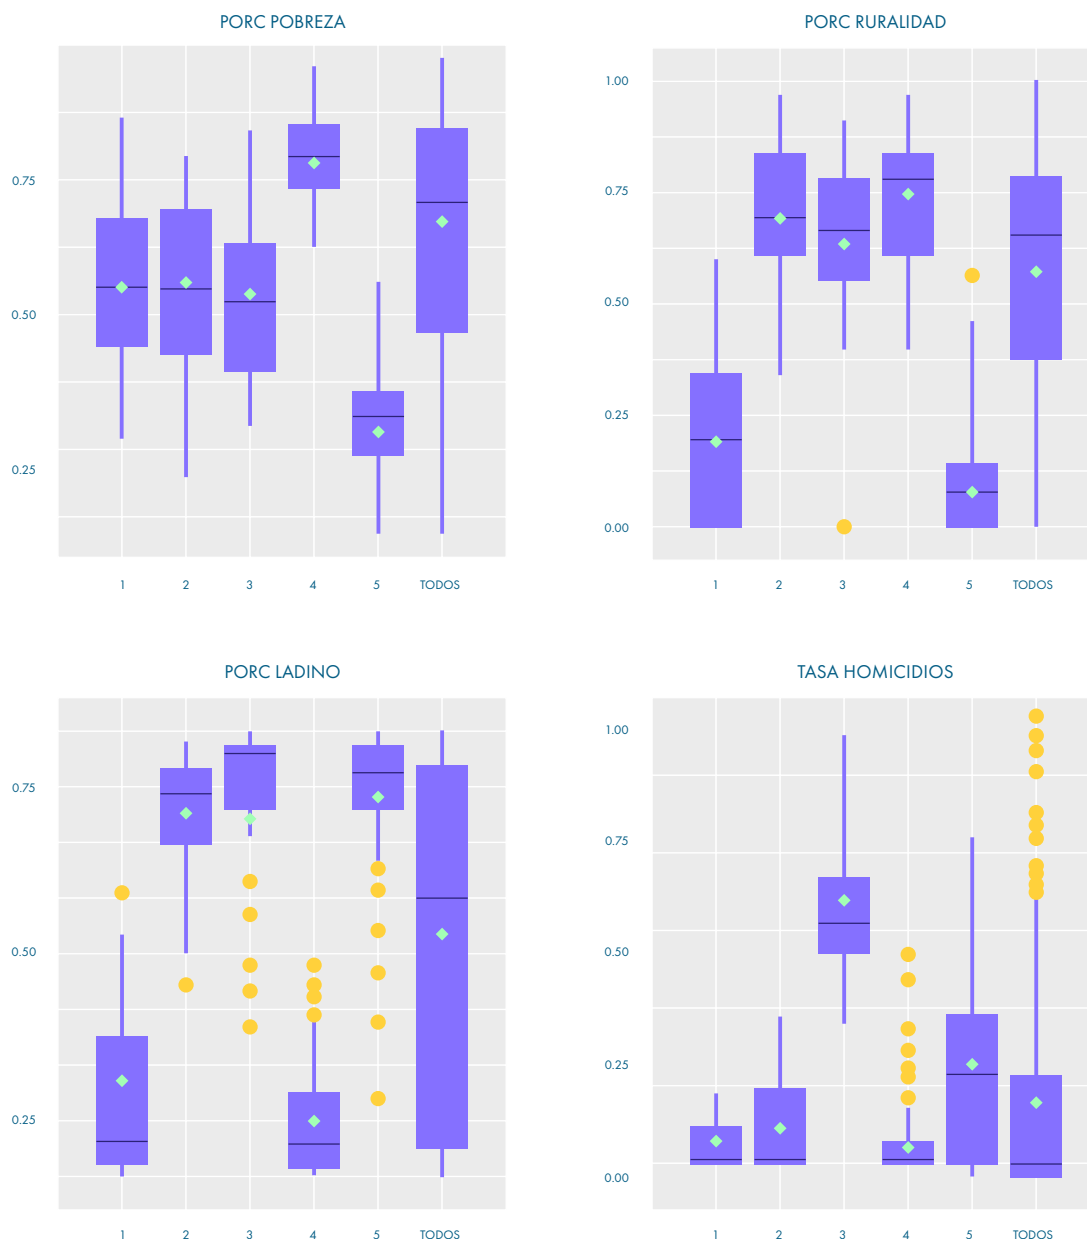 PORC POBREZA
0.75
0.50
0.25
1 2 3 4 5 TODOS
PORC RURALIDAD
1.00
0.75
0.50
0.25
0.00
1 2 3 4 5 TODOS
PORC LADINO
0.75
0.50
0.25
1 2 3 4 5 TODOS
TASA HOMICIDIOS
1.00
0.75
0.50
0.25
0.00
1 2 3 4 5 TODOS